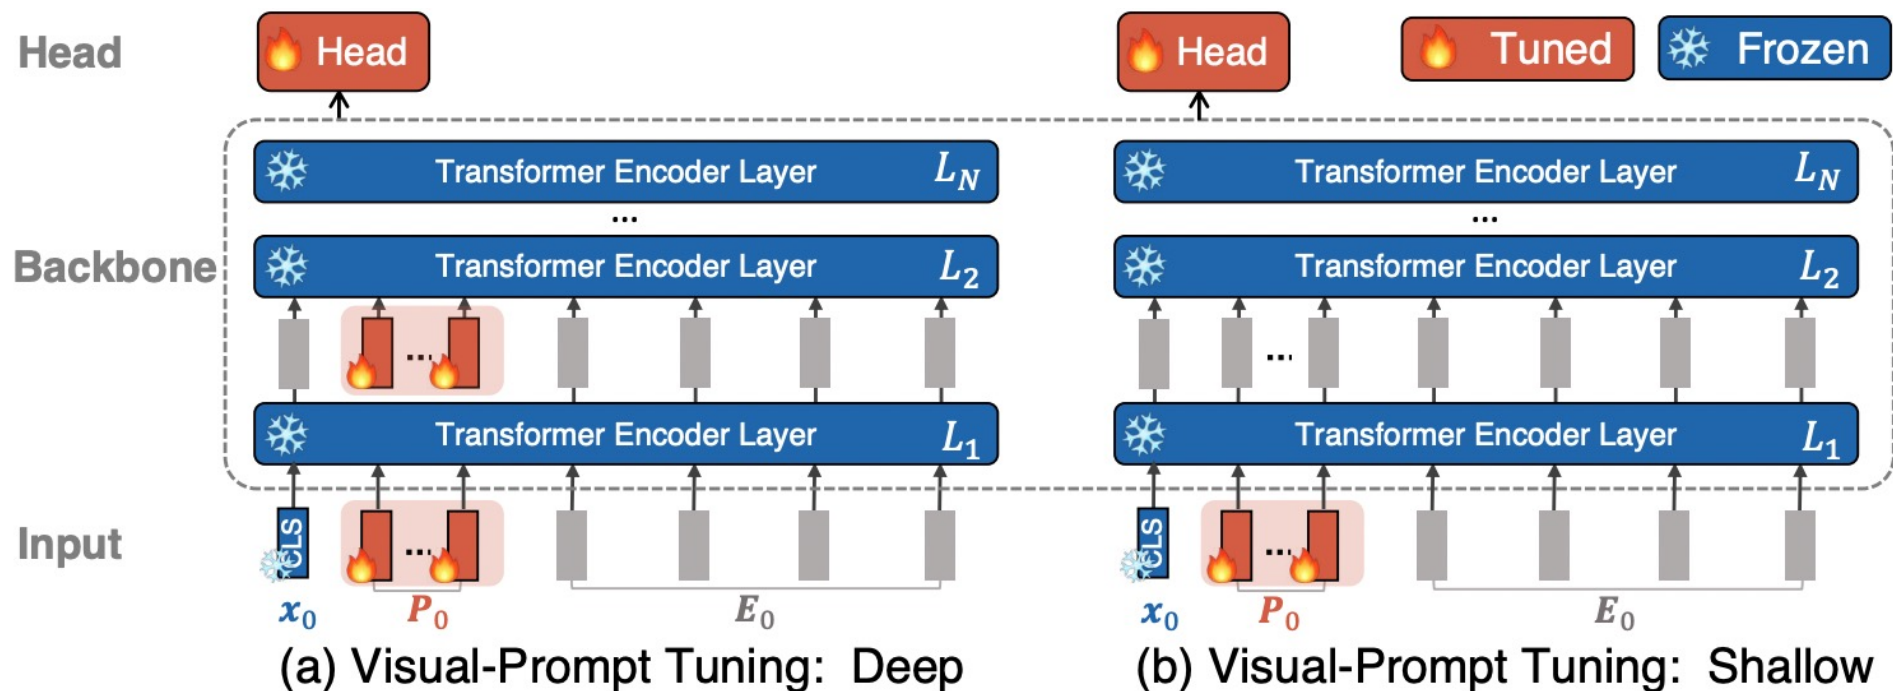 Head
Head
Head
Tuned
Frozen
Transformer Encoder Layer L_N
Transformer Encoder Layer L_N
...
...
Backbone
Transformer Encoder Layer L_2
Transformer Encoder Layer L_2
...
...
Transformer Encoder Layer L_1
Transformer Encoder Layer L_1
Input
CLS
...
CLS
...
x_0
P_0
E_0
x_0
P_0
E_0
(a) Visual-Prompt Tuning: Deep
(b) Visual-Prompt Tuning: Shallow